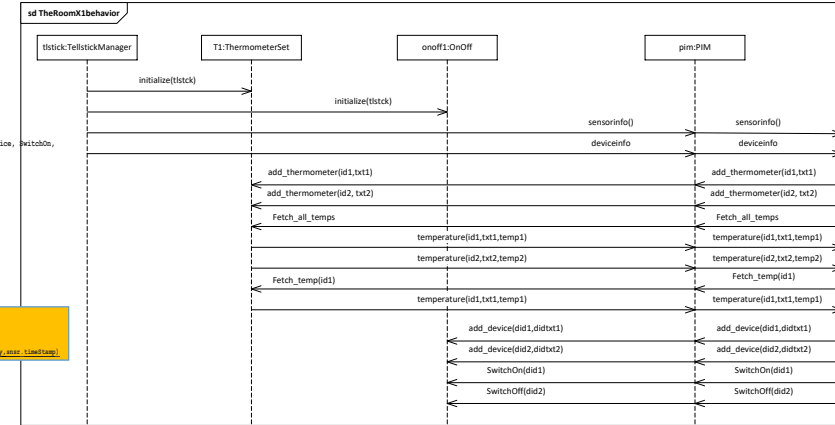 sd TheRoomX1behavior
tlstick:TellstickManager
T1:ThermometerSet
onoff1:OnOff
pim:PIM
initialize(tlstck)
initialize(tlstck)
sensorinfo() sensorinfo()
ice, SwitchOn,
deviceinfo deviceinfo
add_thermometer(id1,txt1) add_thermometer(id1,txt1)
add_thermometer(id2, txt2) add_thermometer(id2, txt2)
Fetch_all_temps Fetch_all_temps
temperature(id1,txt1,temp1) temperature(id1,txt1,temp1)
temperature(id2,txt2,temp2) temperature(id2,txt2,temp2)
Fetch_temp(id1) Fetch_temp(id1)
temperature(id1,txt1,temp1) temperature(id1,txt1,temp1)
add_device(did1,didtxt1) add_device(did1,didtxt1)
add_device(did2,didtxt2) add_device(did2,didtxt2)
y,snsr.timeStamp)
SwitchOn(did1) SwitchOn(did1)
SwitchOff(did2) SwitchOff(did2)